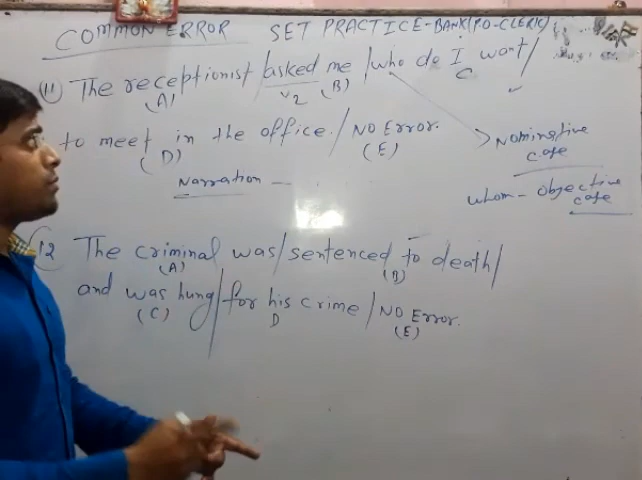 COMMON ERROR SET PRACTICE-BANK(P.O-CLERK)
(11) The receptionist/asked me/who do I want/
(A) V2 (B) C
to meet in the office./NO ERROR.
(D) (E)
Nominative
case
Narration –
whom – objective
case
(12 The criminal was/sentenced to death/
(A) (B)
and was hung/for his crime/NO Error.
(C) D (E)